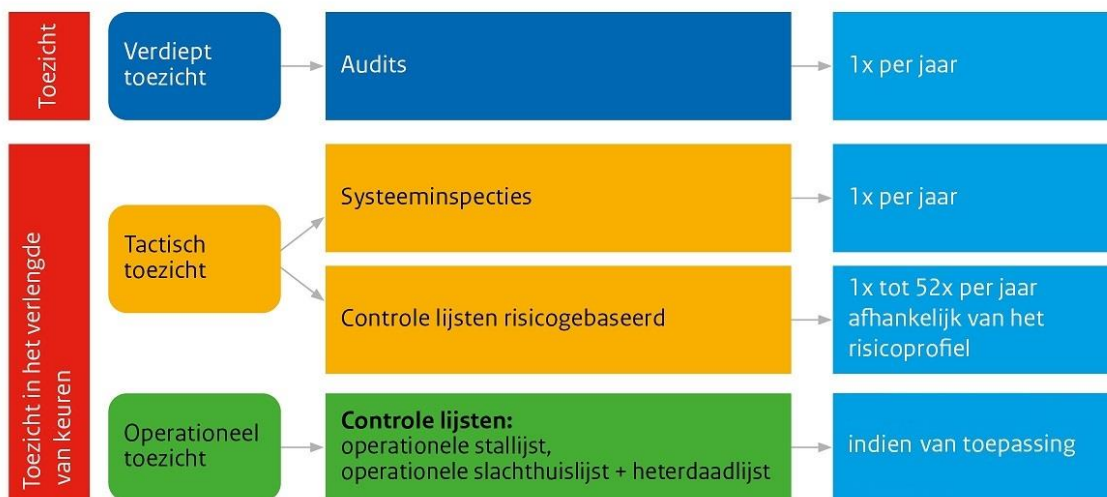 Toezicht
Verdiept
toezicht
Audits
1x per jaar
Toezicht in het verlengde
van keuren
Tactisch
toezicht
Systeeminspecties
1x per jaar
Controle lijsten risicogebaseerd
1x tot 52x per jaar
afhankelijk van het
risicoprofiel
Operationeel
toezicht
Controle lijsten:
operationele stallijst,
operationele slachthuislijst + heterdaadlijst
indien van toepassing